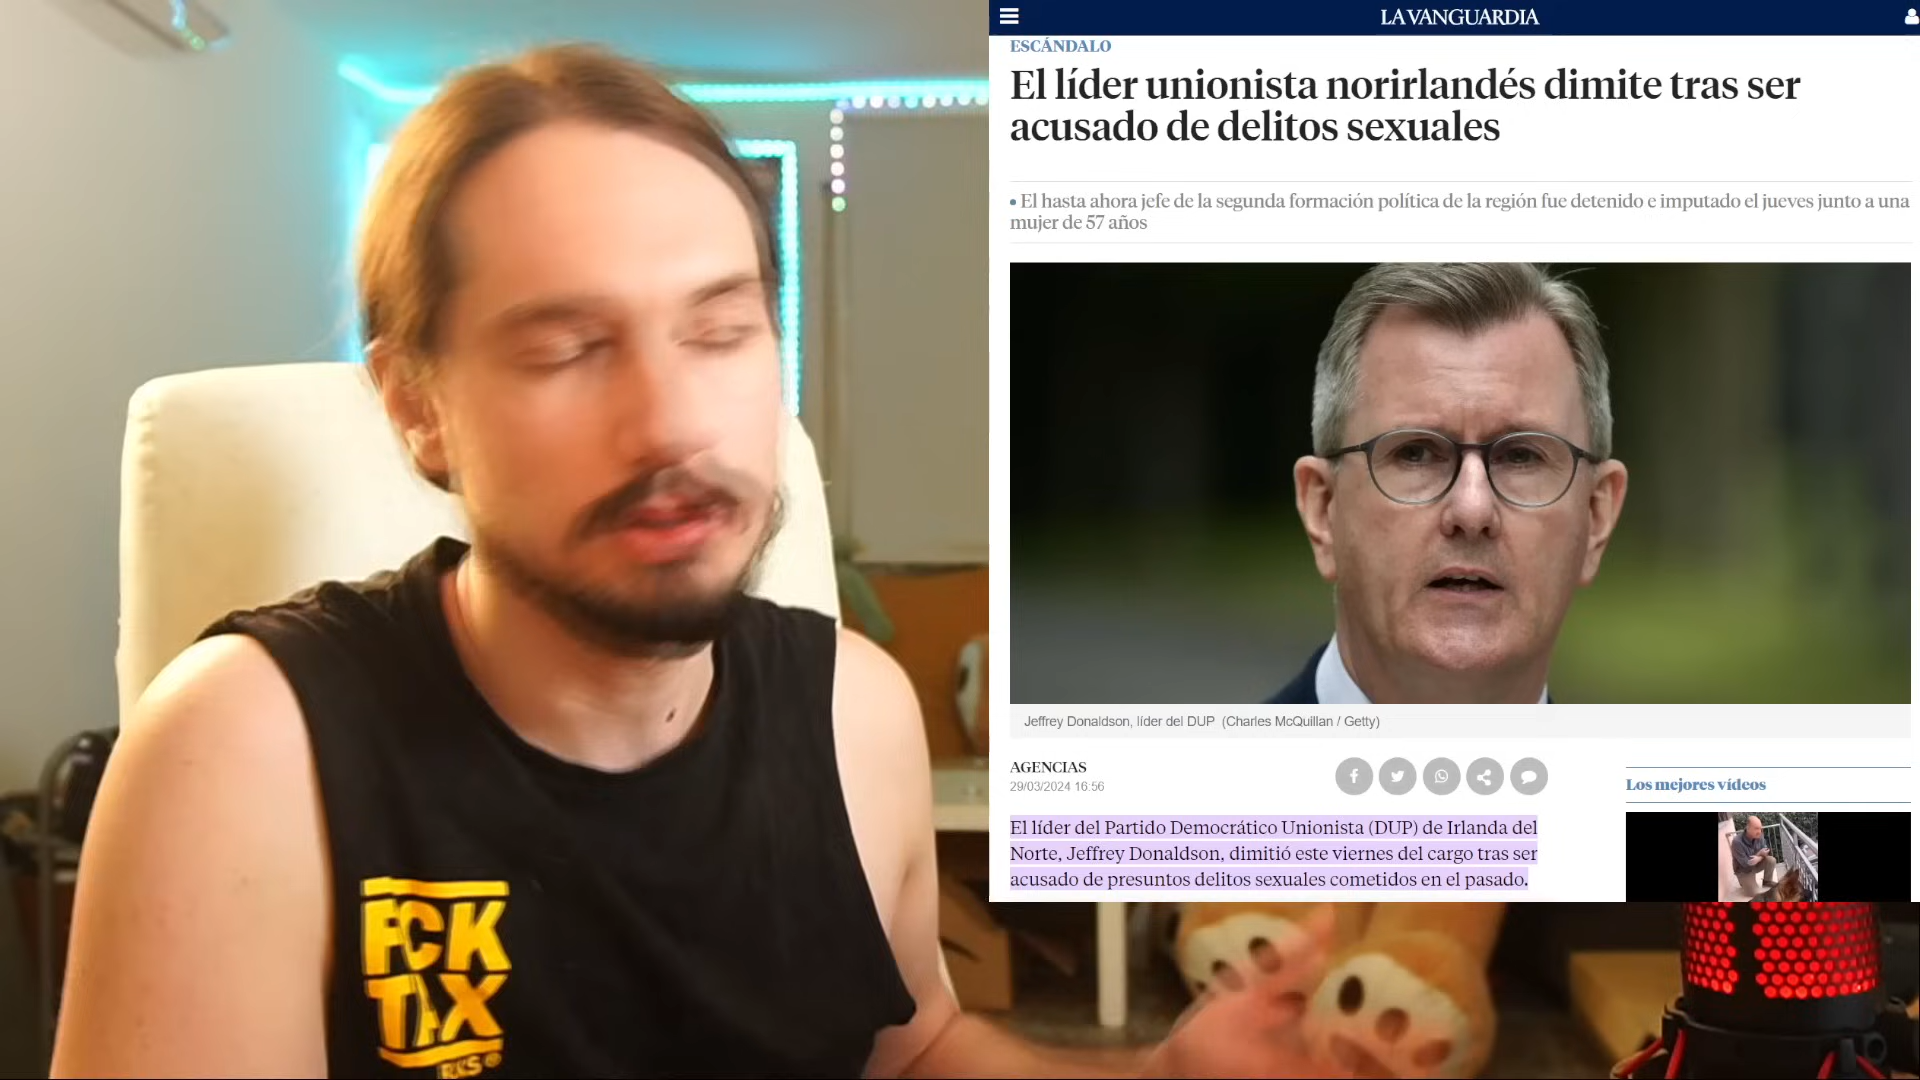 LA VANGUARDIA
ESCÁNDALO
El líder unionista norirlandés dimite tras ser
acusado de delitos sexuales
• El hasta ahora jefe de la segunda formación política de la región fue detenido e imputado el jueves junto a una
mujer de 57 años
Jeffrey Donaldson, líder del DUP (Charles McQuillan / Getty)
AGENCIAS
29/03/2024 16:56
Los mejores vídeos
El líder del Partido Democrático Unionista (DUP) de Irlanda del
Norte, Jeffrey Donaldson, dimitió este viernes del cargo tras ser
acusado de presuntos delitos sexuales cometidos en el pasado.
FCK
TAX